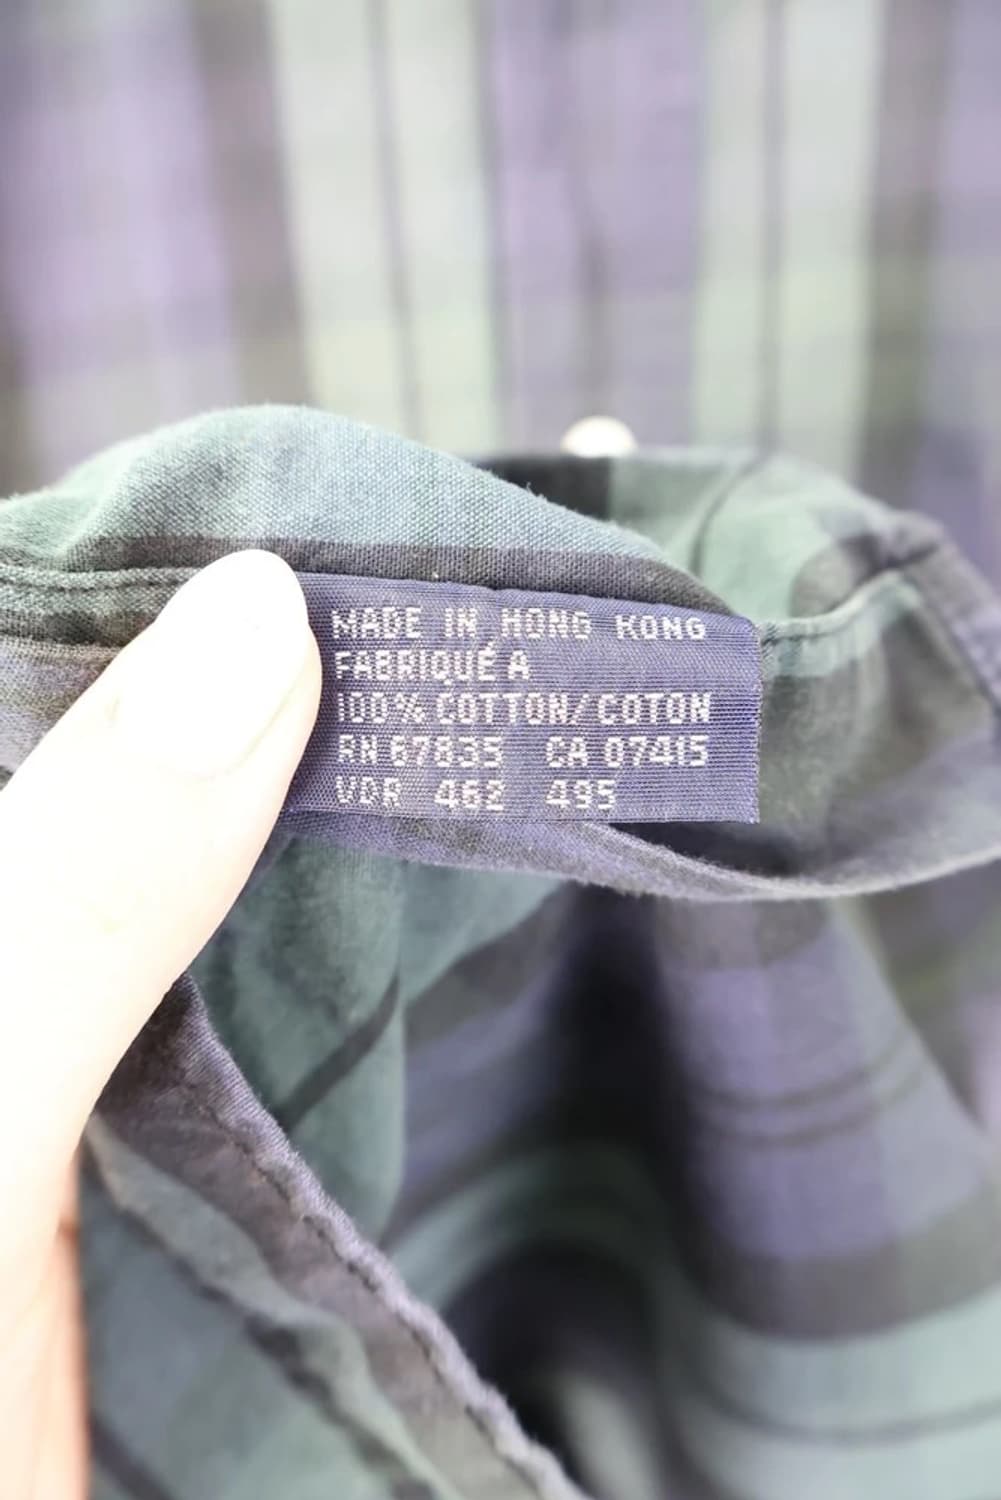 MADE IN HONG KONG
FABRIQUÉ A
100% COTTON/COTON
RN 67835 CA 07415
VDR 462 495